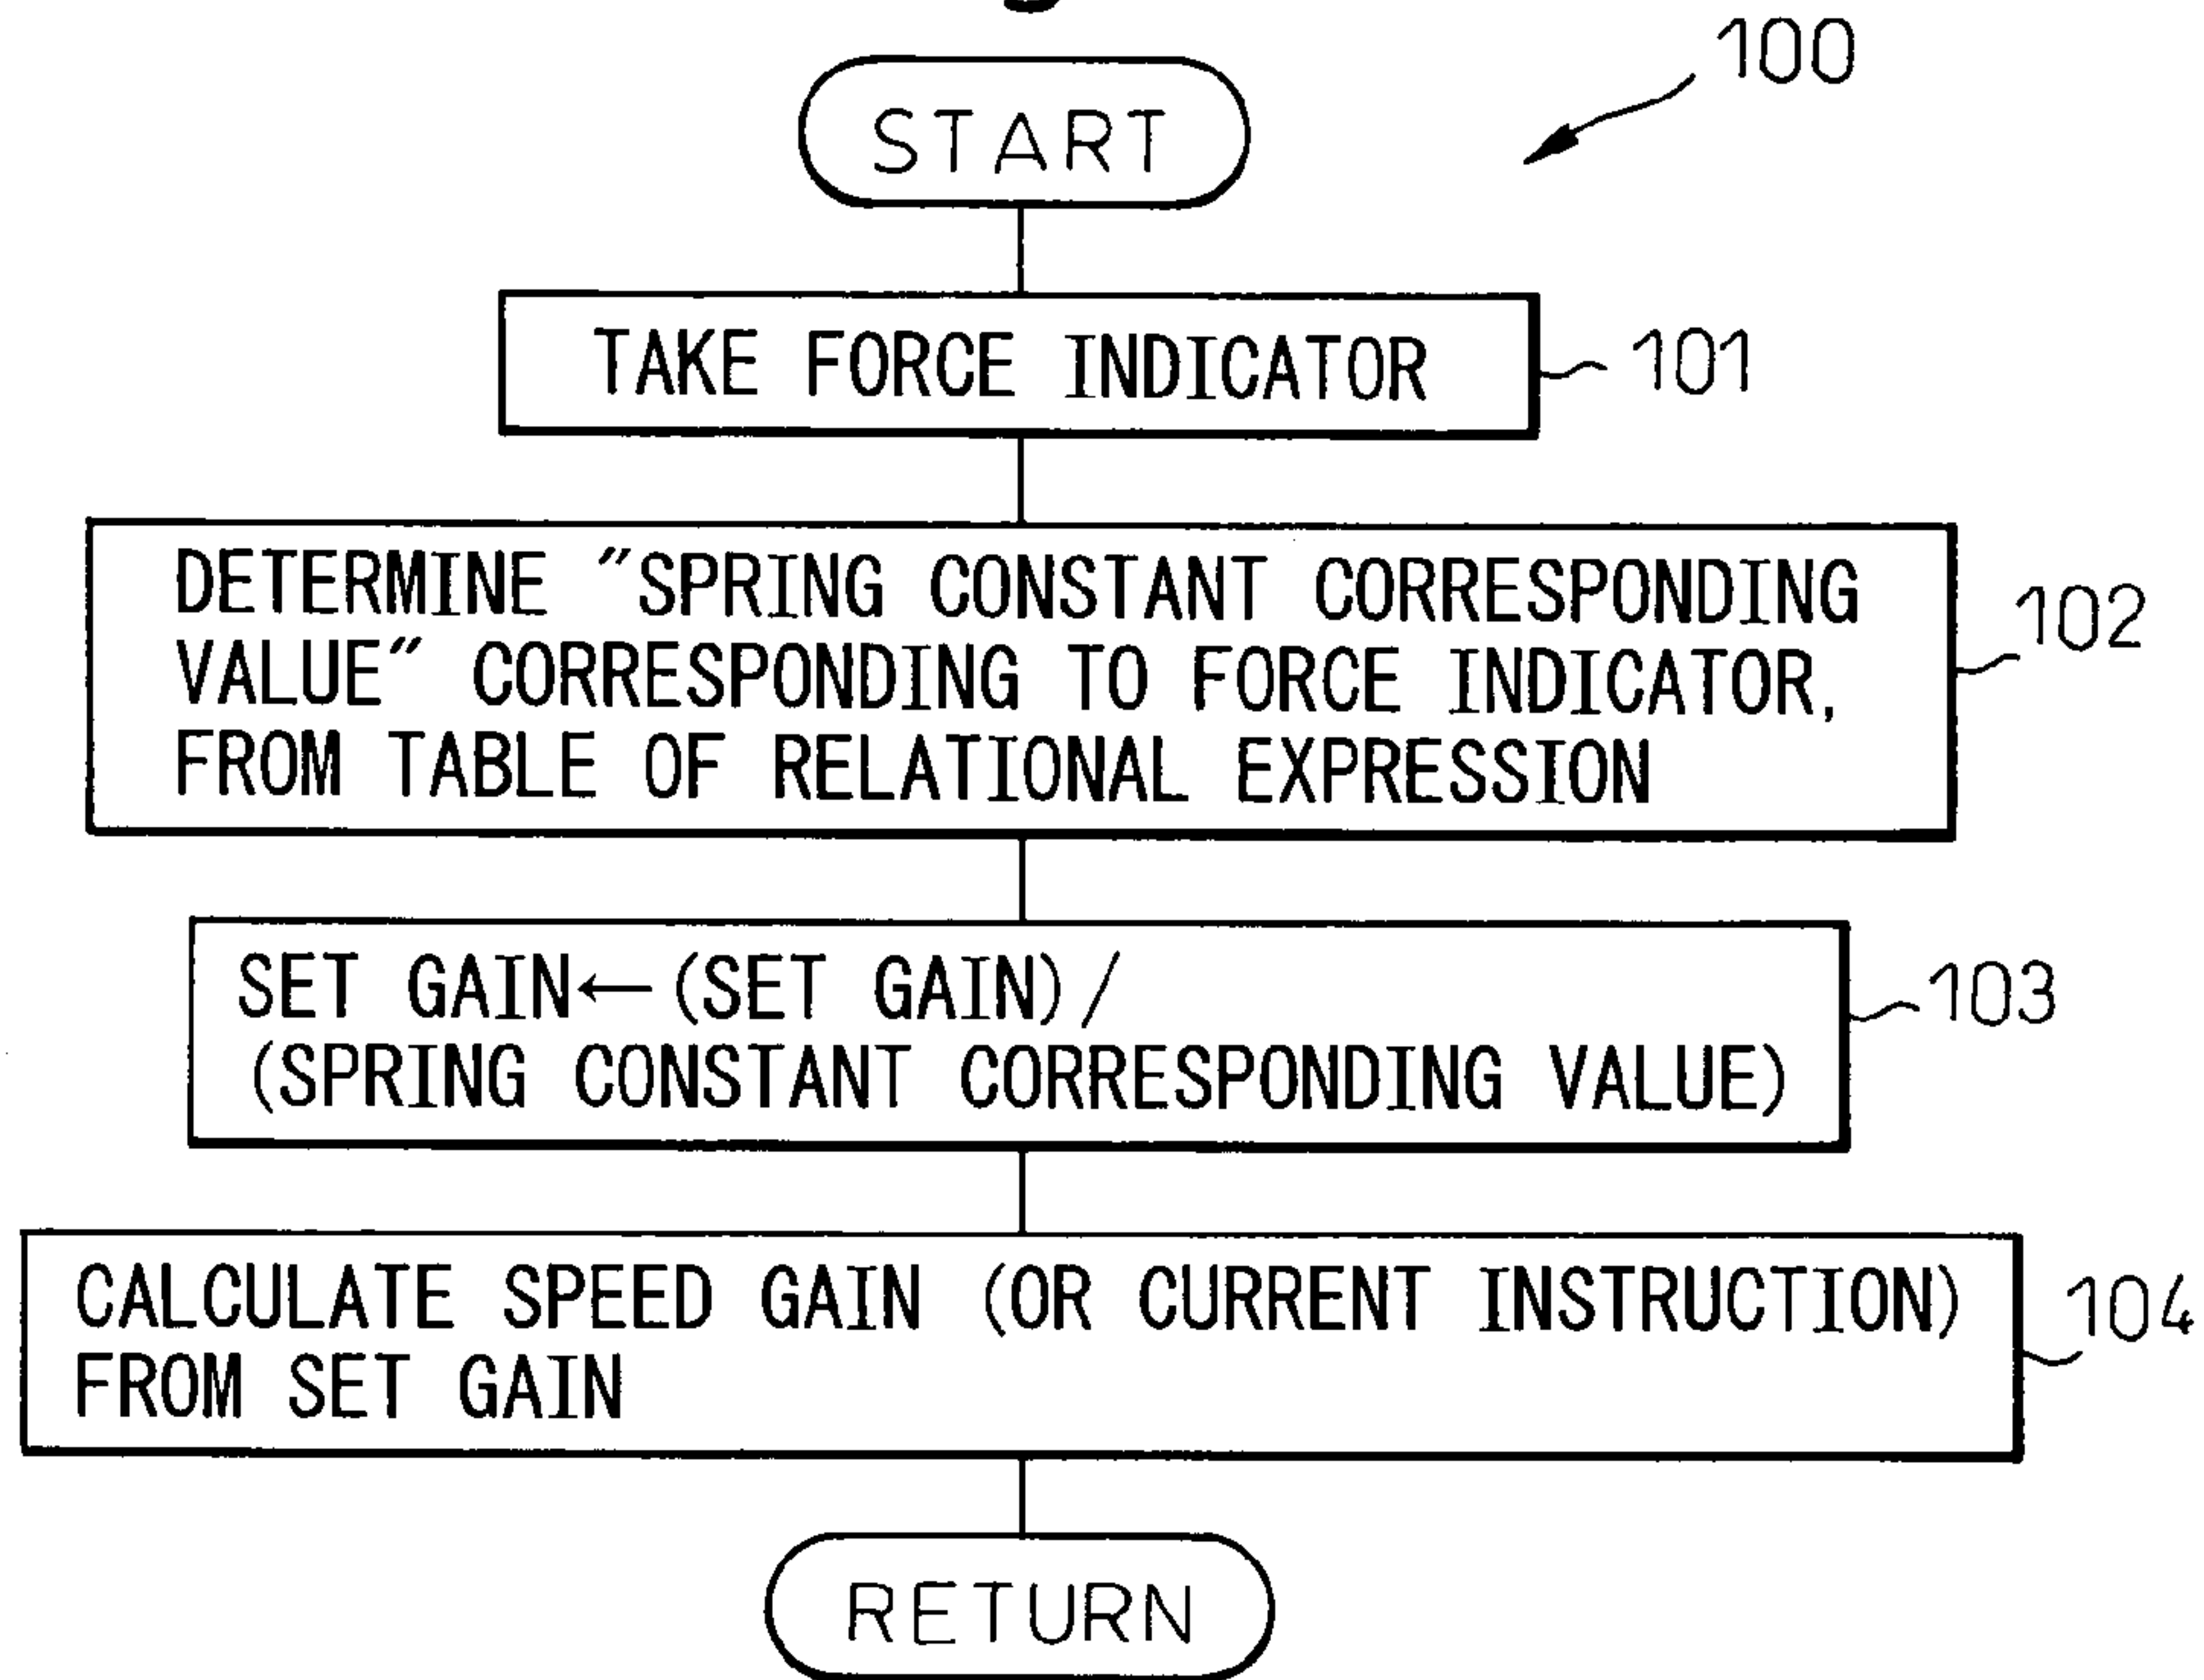 100
START
TAKE FORCE INDICATOR
101
DETERMINE "SPRING CONSTANT CORRESPONDING
VALUE" CORRESPONDING TO FORCE INDICATOR,
FROM TABLE OF RELATIONAL EXPRESSION
102
SET GAIN←(SET GAIN)/
(SPRING CONSTANT CORRESPONDING VALUE)
103
CALCULATE SPEED GAIN (OR CURRENT INSTRUCTION)
FROM SET GAIN
104
RETURN